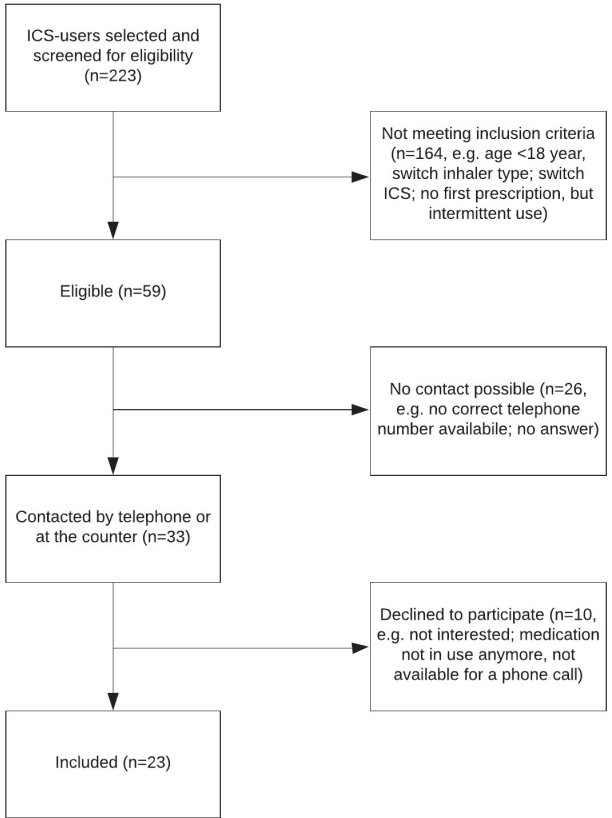 ICS-users selected and
screened for eligibility
(n=223)
Not meeting inclusion criteria
(n=164, e.g. age <18 year,
switch inhaler type; switch
ICS; no first prescription, but
intermittent use)
Eligible (n=59)
No contact possible (n=26,
e.g. no correct telephone
number availabile; no answer)
Contacted by telephone or
at the counter (n=33)
Declined to participate (n=10,
e.g. not interested; medication
not in use anymore, not
available for a phone call)
Included (n=23)